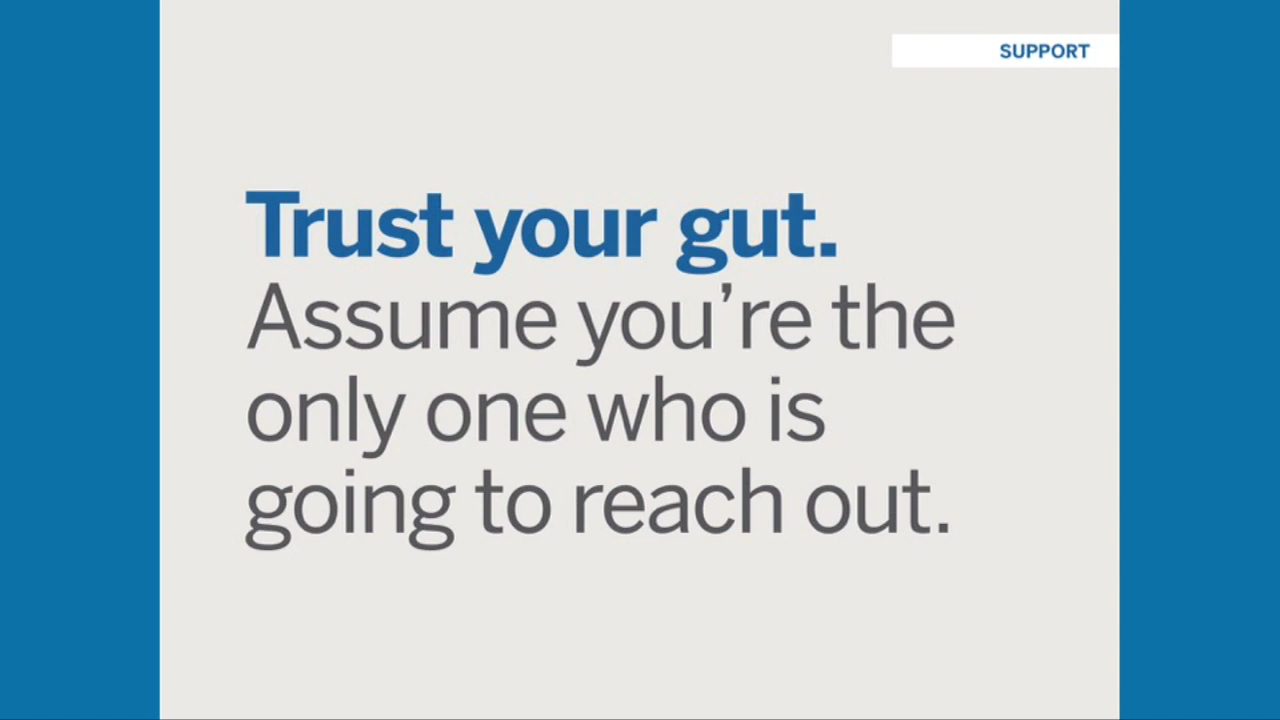 SUPPORT
Trust your gut.
Assume you’re the
only one who is
going to reach out.